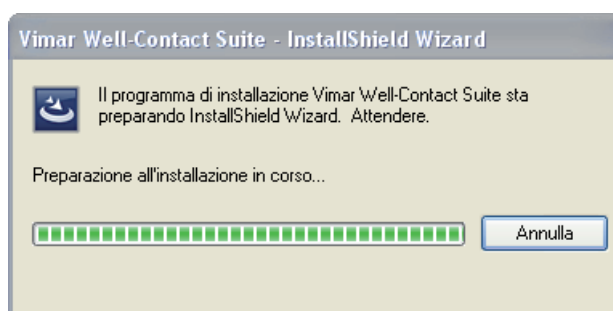 Vimar Well-Contact Suite - InstallShield Wizard
Il programma di installazione Vimar Well-Contact Suite sta
preparando InstallShield Wizard. Attendere.
Preparazione all'installazione in corso...
Annulla